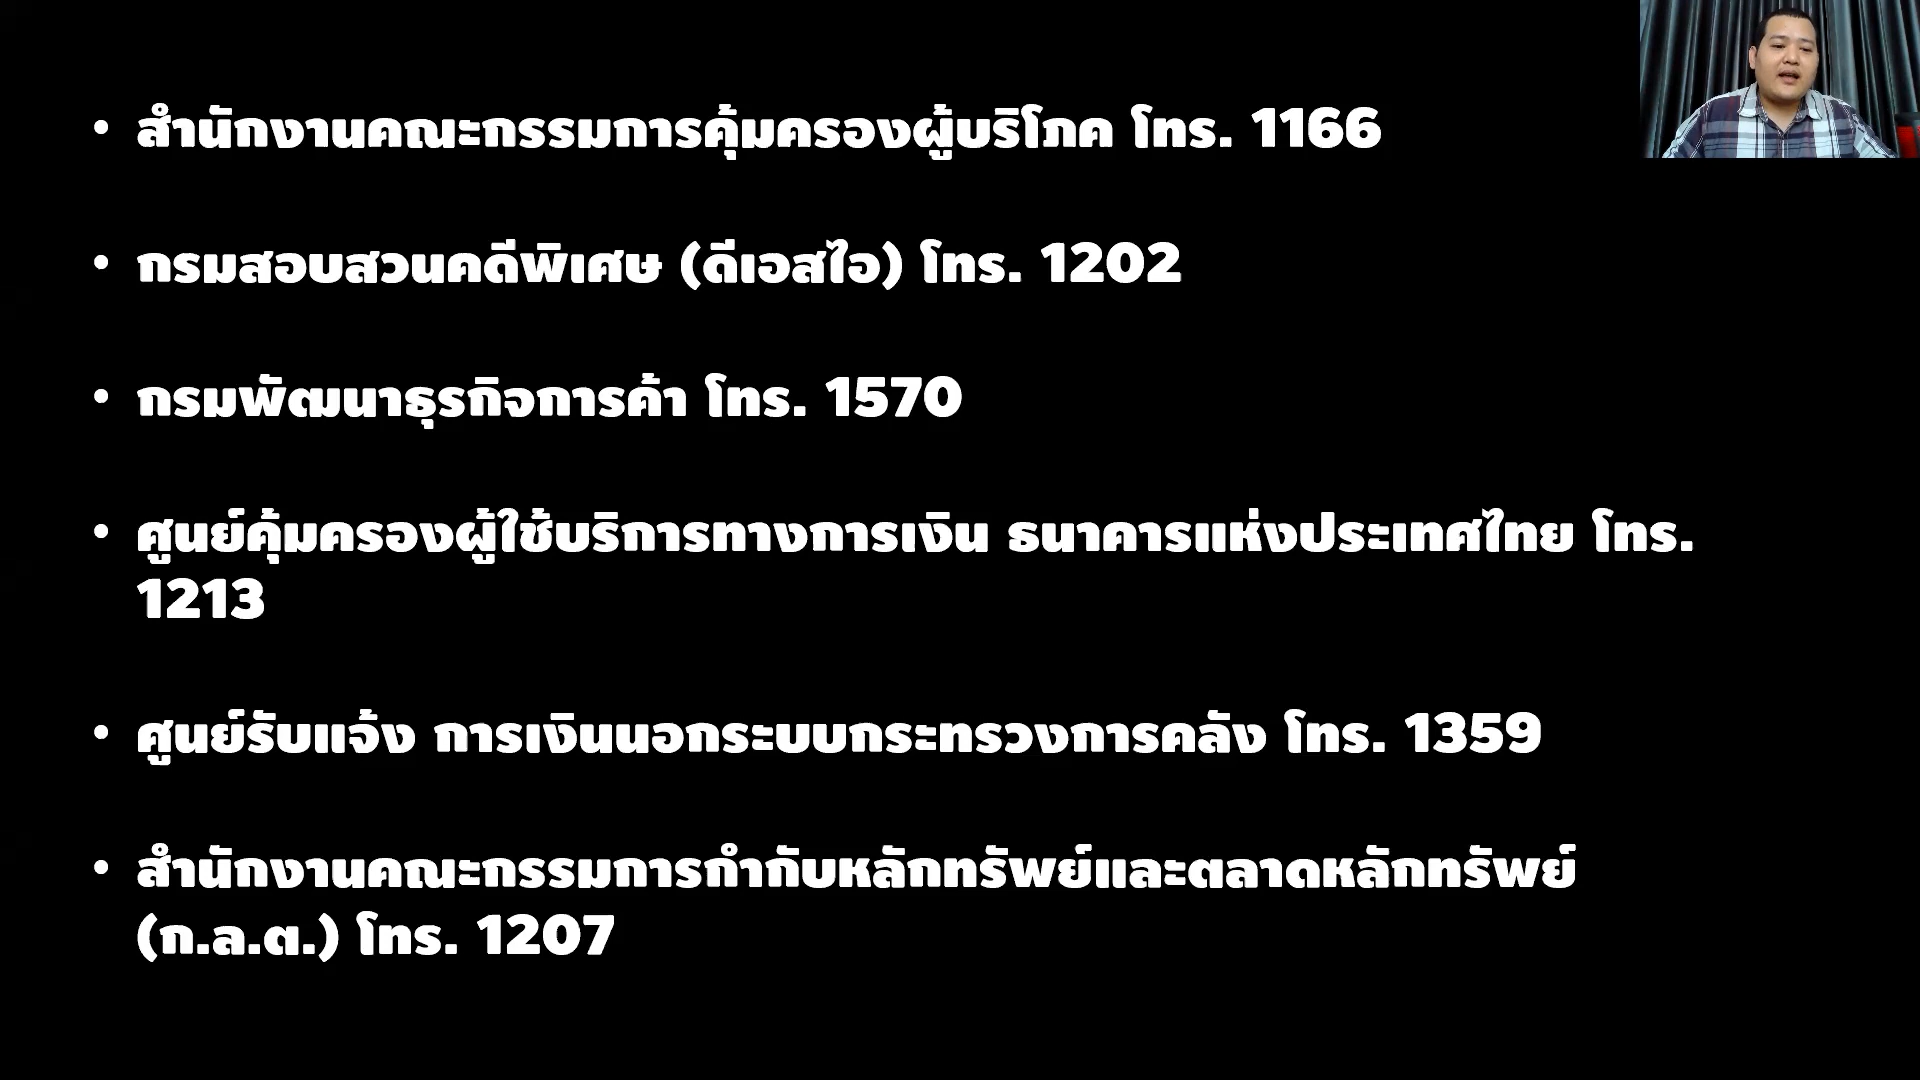 • สำนักงานคณะกรรมการคุ้มครองผู้บริโภค โทร. 1166
• กรมสอบสวนคดีพิเศษ (ดีเอสไอ) โทร. 1202
• กรมพัฒนาธุรกิจการค้า โทร. 1570
• ศูนย์คุ้มครองผู้ใช้บริการทางการเงิน ธนาคารแห่งประเทศไทย โทร.
1213
• ศูนย์รับแจ้ง การเงินนอกระบบกระทรวงการคลัง โทร. 1359
• สำนักงานคณะกรรมการกำกับหลักทรัพย์และตลาดหลักทรัพย์
(ก.ล.ต.) โทร. 1207